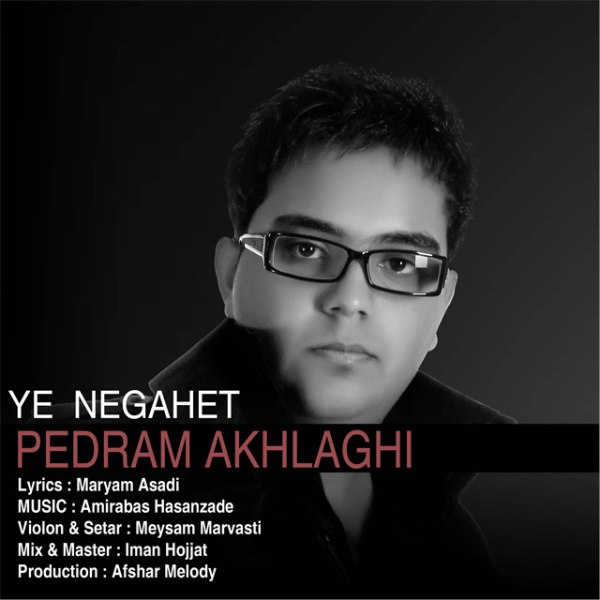 YE NEGAHET
PEDRAM AKHLAGHI
Lyrics : Maryam Asadi
MUSIC : Amirabas Hasanzade
Violon & Setar : Meysam Marvasti
Mix & Master : Iman Hojjat
Production : Afshar Melody